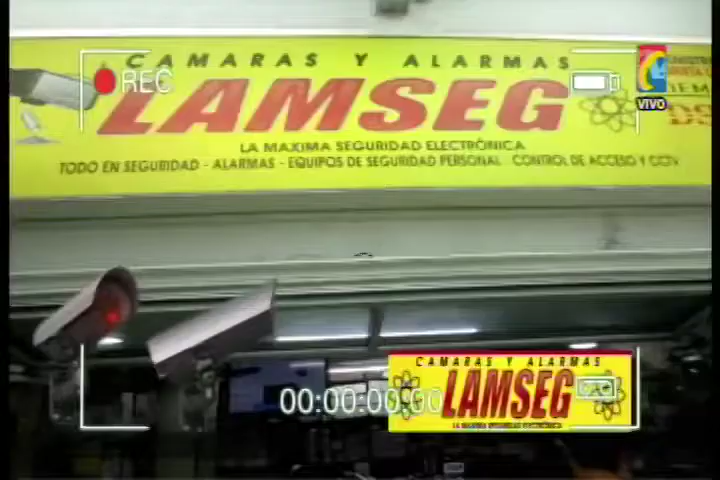 CAMARAS Y ALARMAS
REC
LAMSEG
VIVO
LA MAXIMA SEGURIDAD ELECTRÓNICA
TODO EN SEGURIDAD - ALARMAS - EQUIPOS DE SEGURIDAD PERSONAL CONTROL DE ACCESO Y CCTV
CAMARAS Y ALARMAS
LAMSEG
00:00:00:00
LA MAXIMA SEGURIDAD ELECTRÓNICA